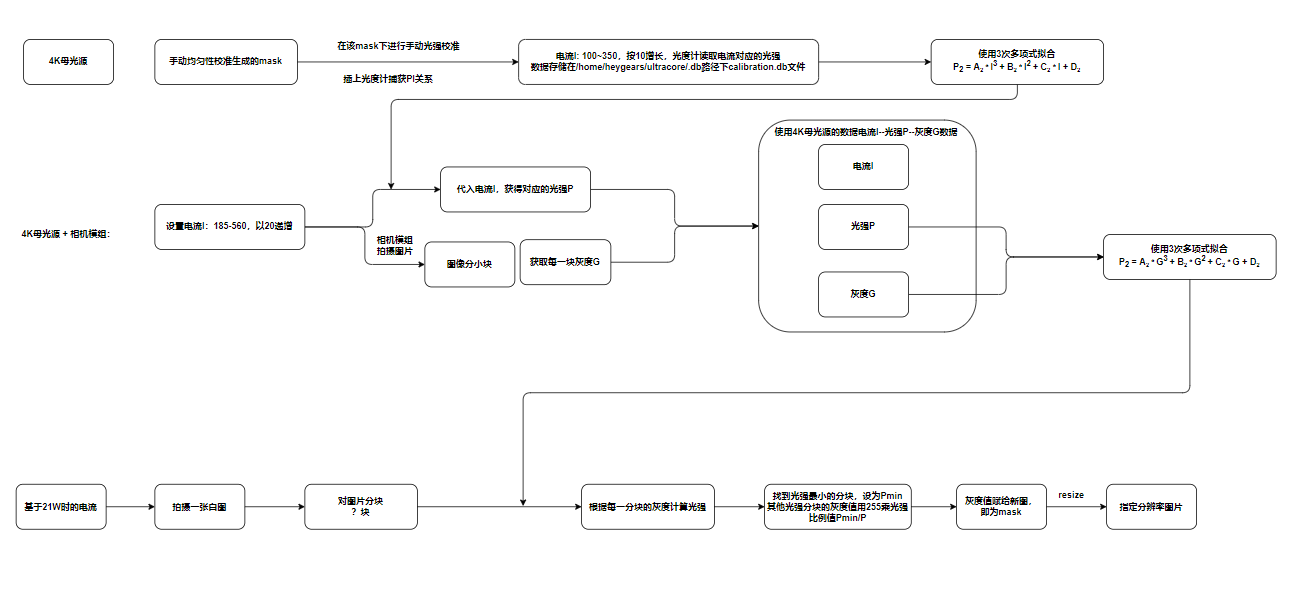 4K母光源
手动均匀性校准生成的mask
在该mask下进行手动光强校准
插上光度计捕获PI关系
电流I: 100~350，按10增长，光度计读取电流对应的光强
数据存储在/home/heygears/ultracore/.db路径下calibration.db文件
使用3次多项式拟合
P₂ = A₂ * I³ + B₂ * I² + C₂ * I + D₂
4K母光源 + 相机模组：
设置电流I：185-560，以20递增
代入电流I，获得对应的光强P
相机模组
拍摄图片
图像分小块
获取每一块灰度G
使用4K母光源的数据电流I--光强P--灰度G数据
电流I
光强P
灰度G
使用3次多项式拟合
P₂ = A₂ * G³ + B₂ * G² + C₂ * G + D₂
基于21W时的电流
拍摄一张白图
对图片分块
？块
根据每一分块的灰度计算光强
找到光强最小的分块，设为Pmin
其他光强分块的灰度值用255乘光强
比例值Pmin/P
灰度值赋给新图，
即为mask
resize
指定分辨率图片